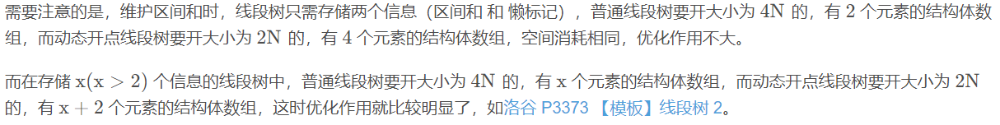 需要注意的是，维护区间和时，线段树只需存储两个信息（区间和 和 懒标记），普通线段树要开大小为 4N 的，有 2 个元素的结构体数
组，而动态开点线段树要开大小为 2N 的，有 4 个元素的结构体数组，空间消耗相同，优化作用不大。
而在存储 x(x > 2) 个信息的线段树中，普通线段树要开大小为 4N 的，有 x 个元素的结构体数组，而动态开点线段树要开大小为 2N
的，有 x + 2 个元素的结构体数组，这时优化作用就比较明显了，如洛谷 P3373 【模板】线段树 2。